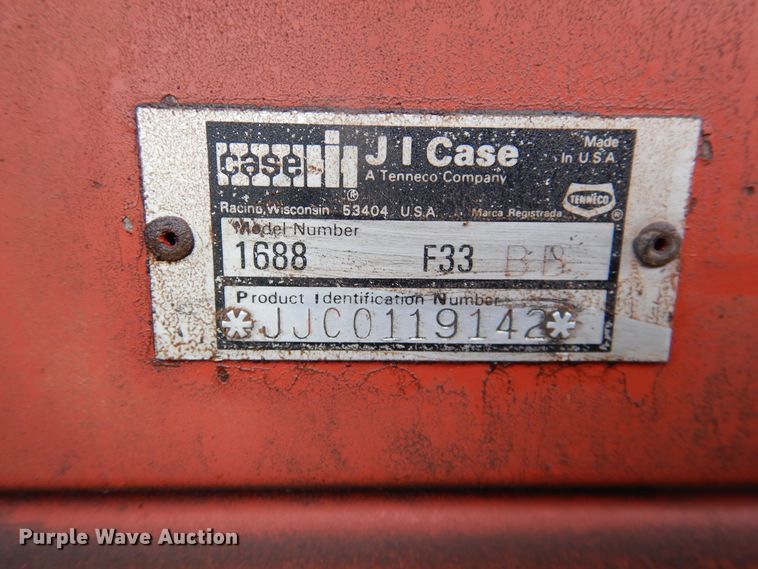 case IH ®
J I Case
A Tenneco Company
Made
In U.S.A.
TENNECO ®
Racine, Wisconsin 53404 U.S.A.
Marca Registrada
Model Number
1688 F33 BB
Product Identification Number
*JJC0119142*
Purple Wave Auction®